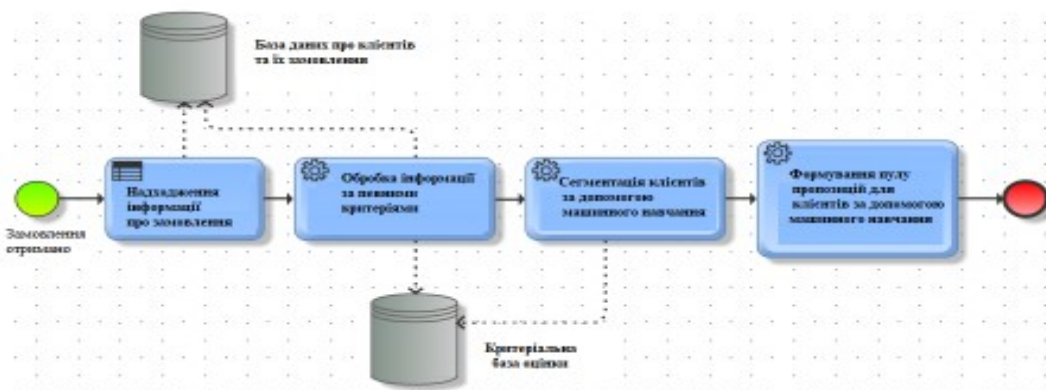 База даних про клієнтів
та їх замовлення
Надхадження
інформації
про замовлення
Обробка інформації
за певними
критеріями
Сегментація клієнтів
за допомогою
машинного навчання
Формування пулу
пропозицій для
клієнтів за допомогою
машинного навчання
Замовлення
отримано
Критеріальна
база оцінки